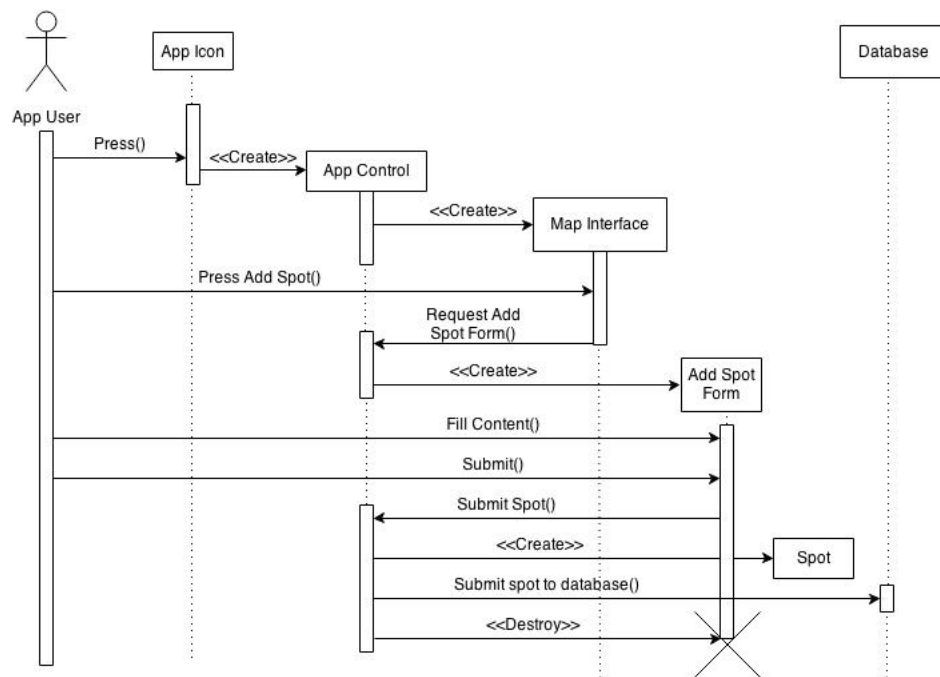 App Icon
Database
App User
Press()
<<Create>>
App Control
<<Create>>
Map Interface
Press Add Spot()
Request Add
Spot Form()
<<Create>>
Add Spot
Form
Fill Content()
Submit()
Submit Spot()
<<Create>>
Spot
Submit spot to database()
<<Destroy>>